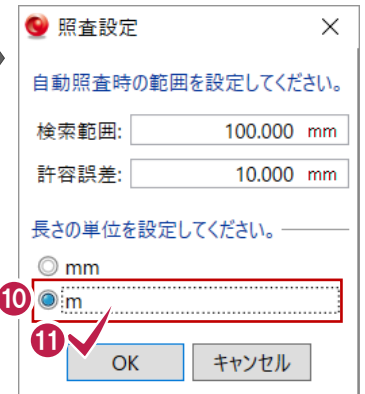 照査設定
自動照査時の範囲を設定してください。
検索範囲: 100.000 mm
許容誤差: 10.000 mm
長さの単位を設定してください。
mm
10 m
11
OK キャンセル